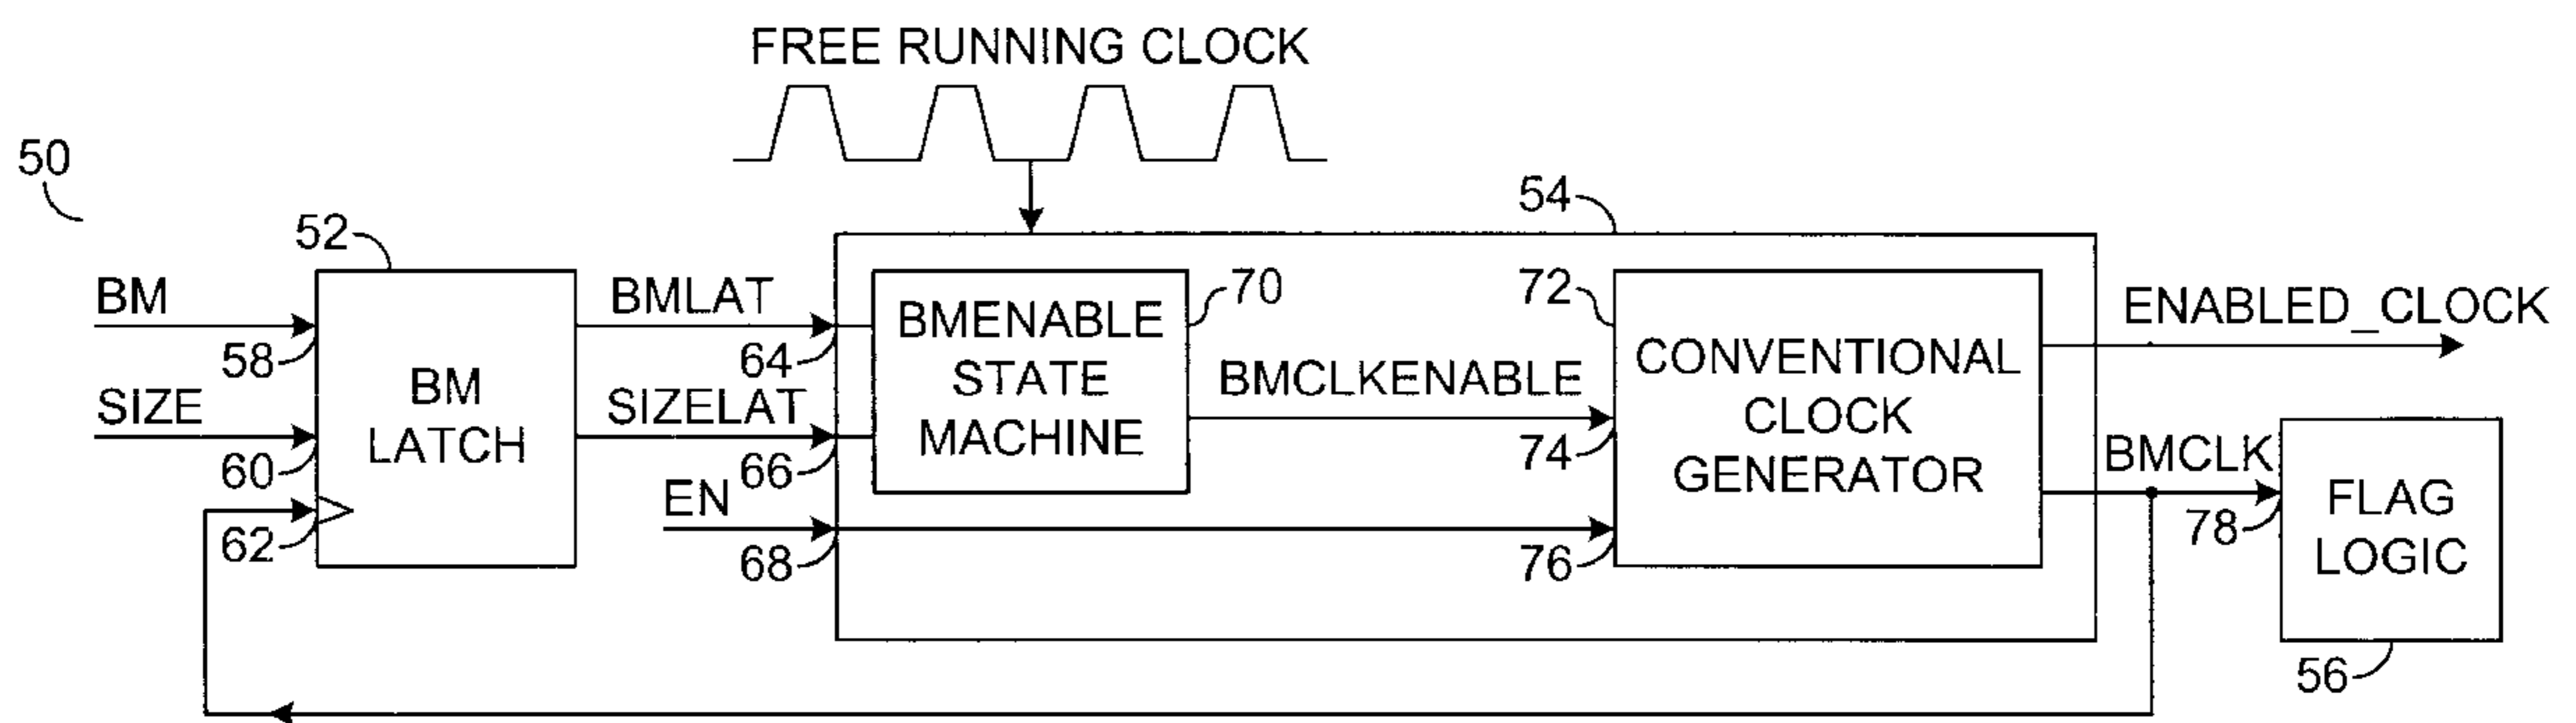 FREE RUNNING CLOCK
50
54
52
BM
BMLAT
70
72
ENABLED_CLOCK
58
64
BMENABLE
STATE
MACHINE
CONVENTIONAL
CLOCK
GENERATOR
BM
LATCH
SIZE
SIZELAT
BMCLKENABLE
60
66
74
BMCLK
EN
62
68
76
78
FLAG
LOGIC
56